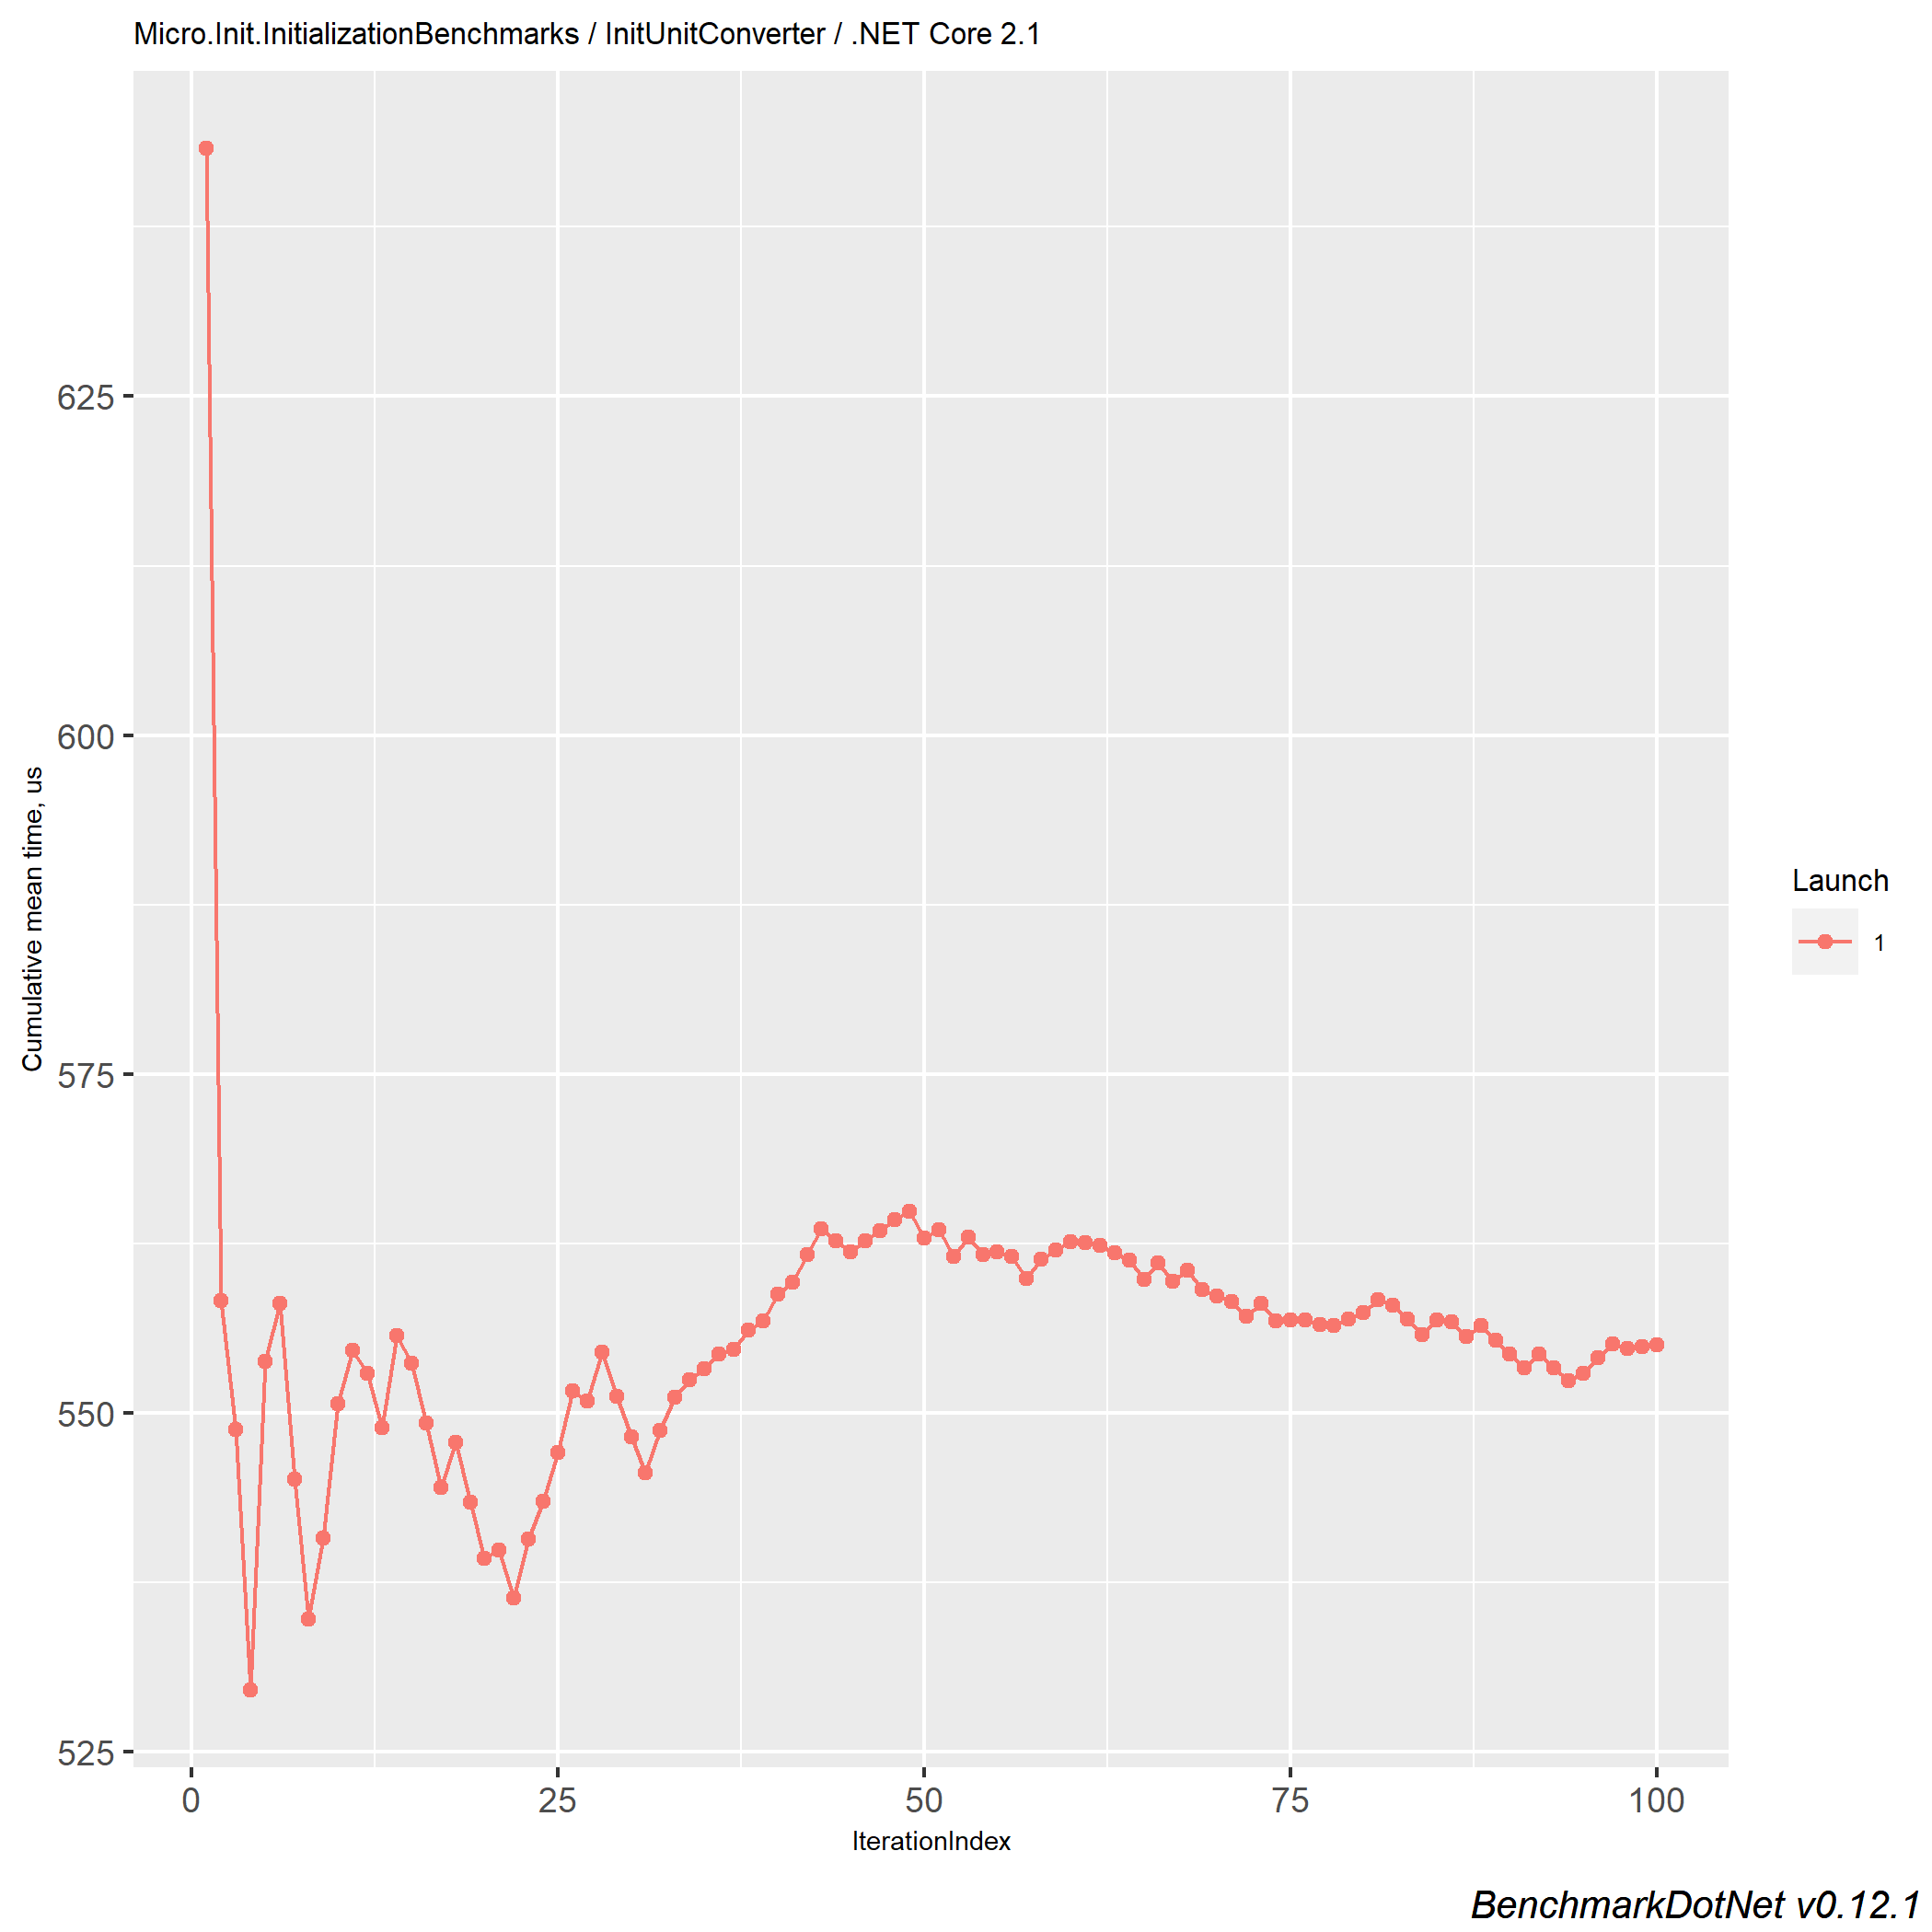 Micro.Init.InitializationBenchmarks / InitUnitConverter / .NET Core 2.1
Cumulative mean time, us
625
600
575
550
525
0 25 50 75 100
IterationIndex
Launch
1
BenchmarkDotNet v0.12.1